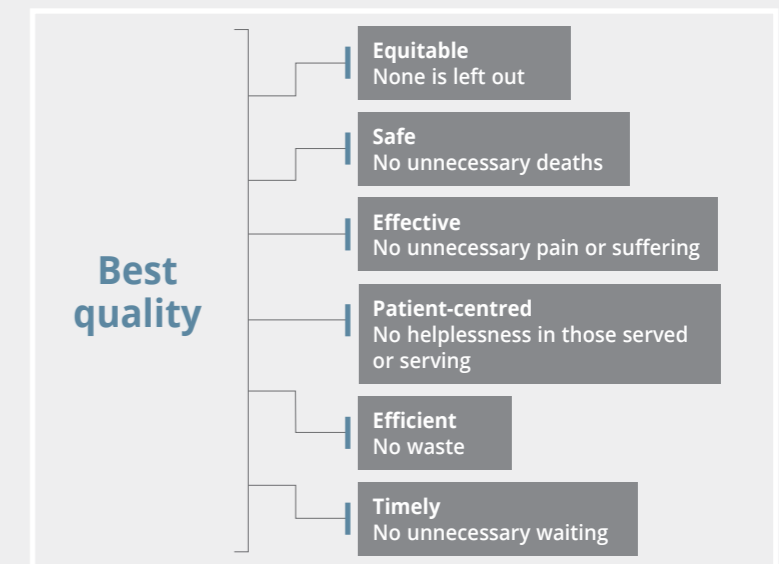 Best
quality
Equitable
None is left out
Safe
No unnecessary deaths
Effective
No unnecessary pain or suffering
Patient-centred
No helplessness in those served
or serving
Efficient
No waste
Timely
No unnecessary waiting